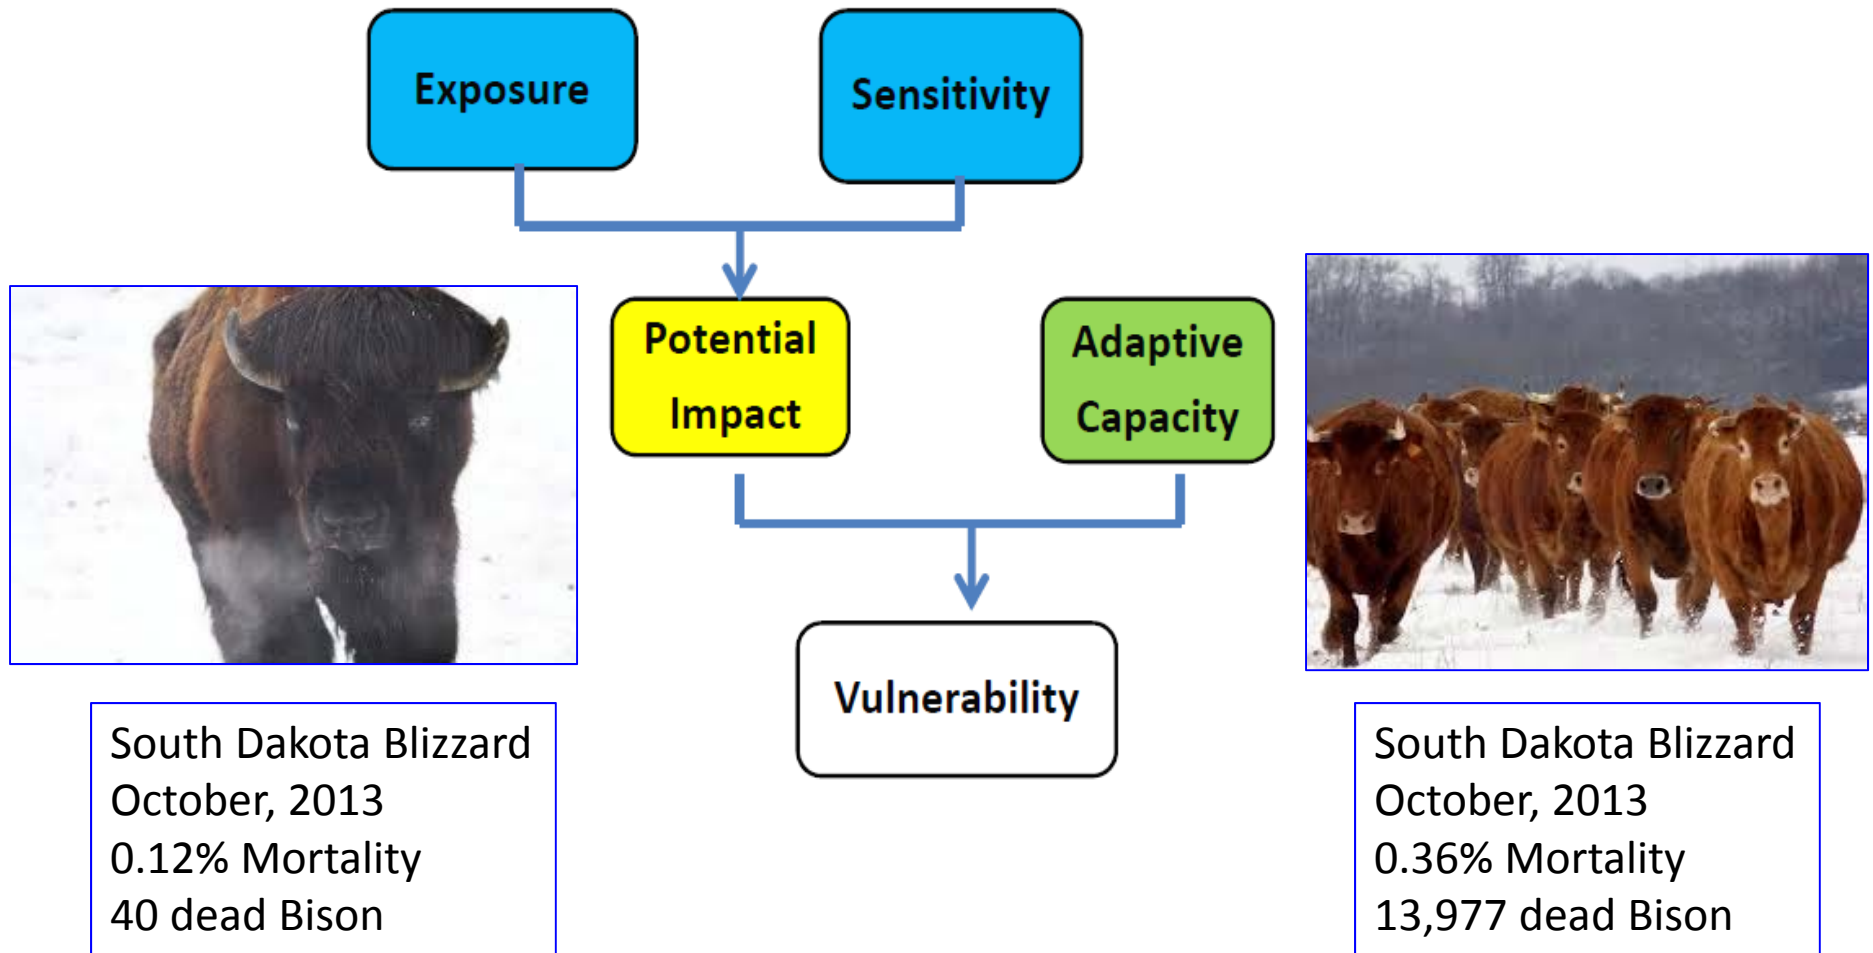 Exposure
Sensitivity
Potential
Impact
Adaptive
Capacity
Vulnerability
South Dakota Blizzard
October, 2013
0.12% Mortality
40 dead Bison
South Dakota Blizzard
October, 2013
0.36% Mortality
13,977 dead Bison